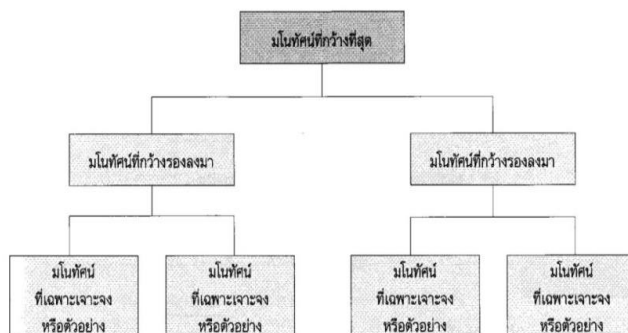 มโนทัศน์ที่กว้างที่สุด
มโนทัศน์ที่กว้างรองลงมา
มโนทัศน์ที่กว้างรองลงมา
มโนทัศน์
ที่เฉพาะเจาะจง
หรือตัวอย่าง
มโนทัศน์
ที่เฉพาะเจาะจง
หรือตัวอย่าง
มโนทัศน์
ที่เฉพาะเจาะจง
หรือตัวอย่าง
มโนทัศน์
ที่เฉพาะเจาะจง
หรือตัวอย่าง